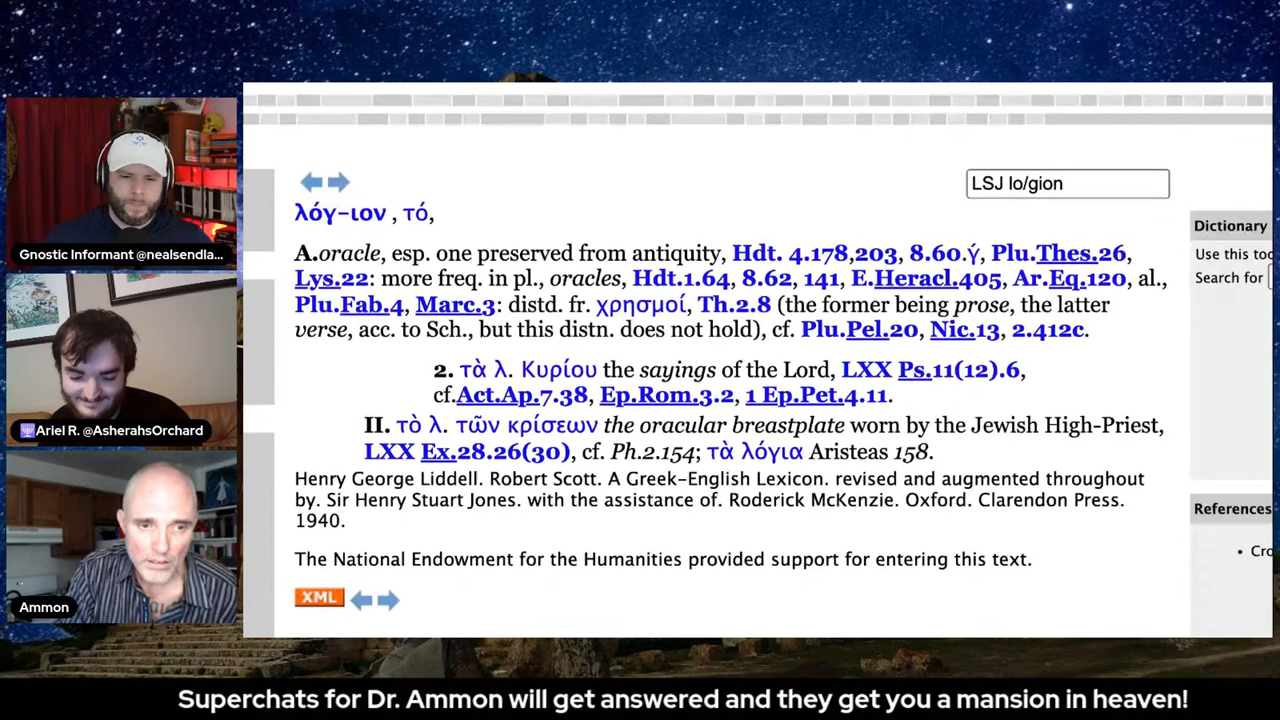 Gnostic Informant @nealsendla...
Ariel R. @AsherahsOrchard
Ammon
LSJ lo/gion
λόγ-ιον , τό,
A.oracle, esp. one preserved from antiquity, Hdt. 4.178,203, 8.60.γ́, Plu.Thes.26,
Lys.22: more freq. in pl., oracles, Hdt.1.64, 8.62, 141, E.Heracl.405, Ar.Eq.120, al.,
Plu.Fab.4, Marc.3: distd. fr. χρησμοί, Th.2.8 (the former being prose, the latter
verse, acc. to Sch., but this distn. does not hold), cf. Plu.Pel.20, Nic.13, 2.412c.
2. τὰ λ. Κυρίου the sayings of the Lord, LXX Ps.11(12).6,
cf.Act.Ap.7.38, Ep.Rom.3.2, 1 Ep.Pet.4.11.
II. τὸ λ. τῶν κρίσεων the oracular breastplate worn by the Jewish High-Priest,
LXX Ex.28.26(30), cf. Ph.2.154; τὰ λόγια Aristeas 158.
Henry George Liddell. Robert Scott. A Greek-English Lexicon. revised and augmented throughout
by. Sir Henry Stuart Jones. with the assistance of. Roderick McKenzie. Oxford. Clarendon Press.
1940.
The National Endowment for the Humanities provided support for entering this text.
XML
Dictionary
Use this too
Search for
References
• Cro
Superchats for Dr. Ammon will get answered and they get you a mansion in heaven!